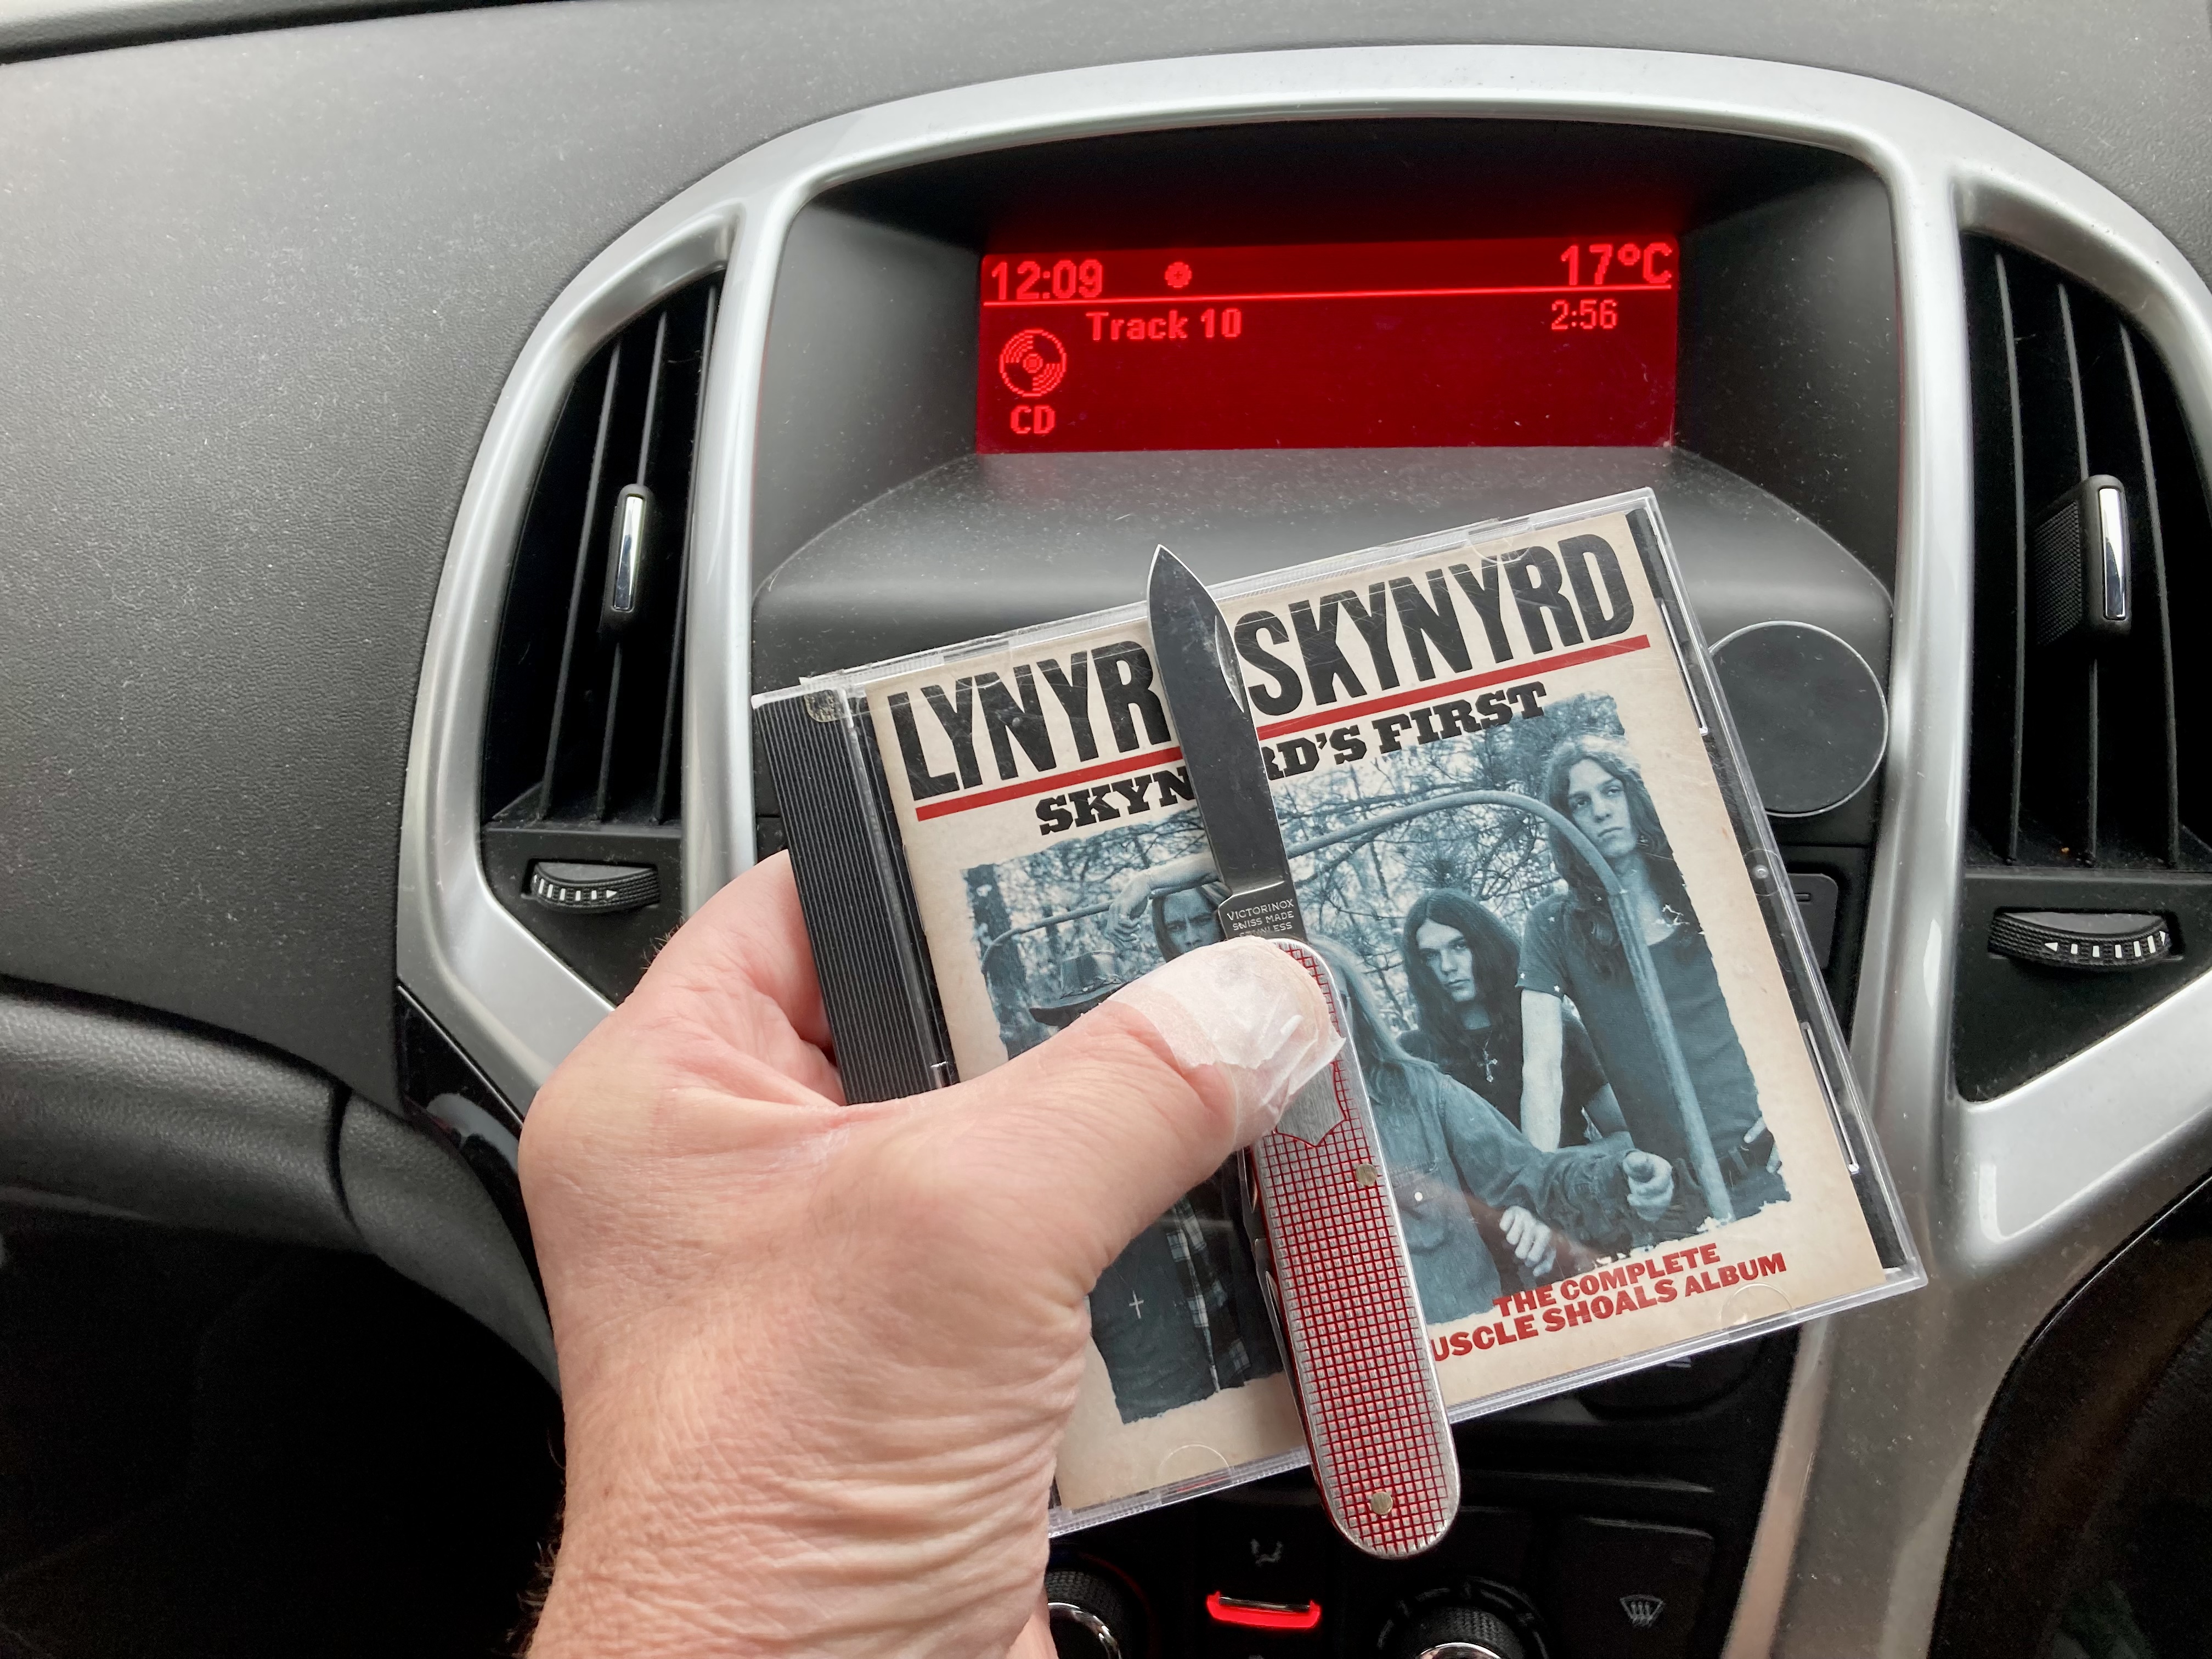 12:09 17°C
Track 10 2:56
CD
LYNYR SKYNYRD
SKYN RD'S FIRST
VICTORINOX
SWISS MADE
THE COMPLETE
USCLE SHOALS ALBUM